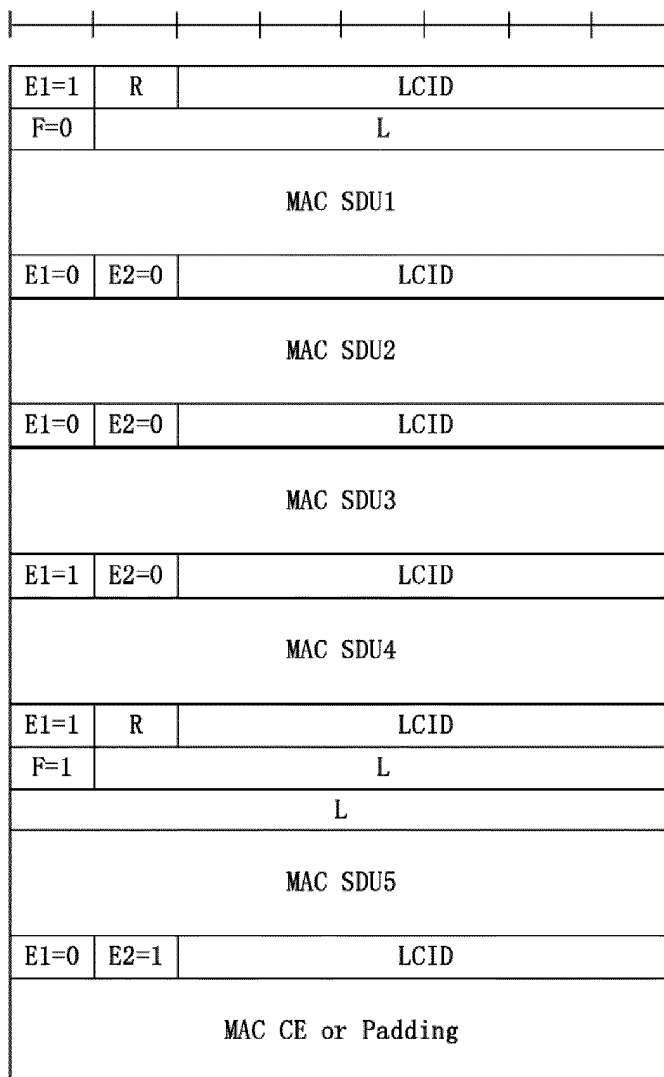 E1=1 R LCID
F=0 L
MAC SDU1
E1=0 E2=0 LCID
MAC SDU2
E1=0 E2=0 LCID
MAC SDU3
E1=1 E2=0 LCID
MAC SDU4
E1=1 R LCID
F=1 L
L
MAC SDU5
E1=0 E2=1 LCID
MAC CE or Padding